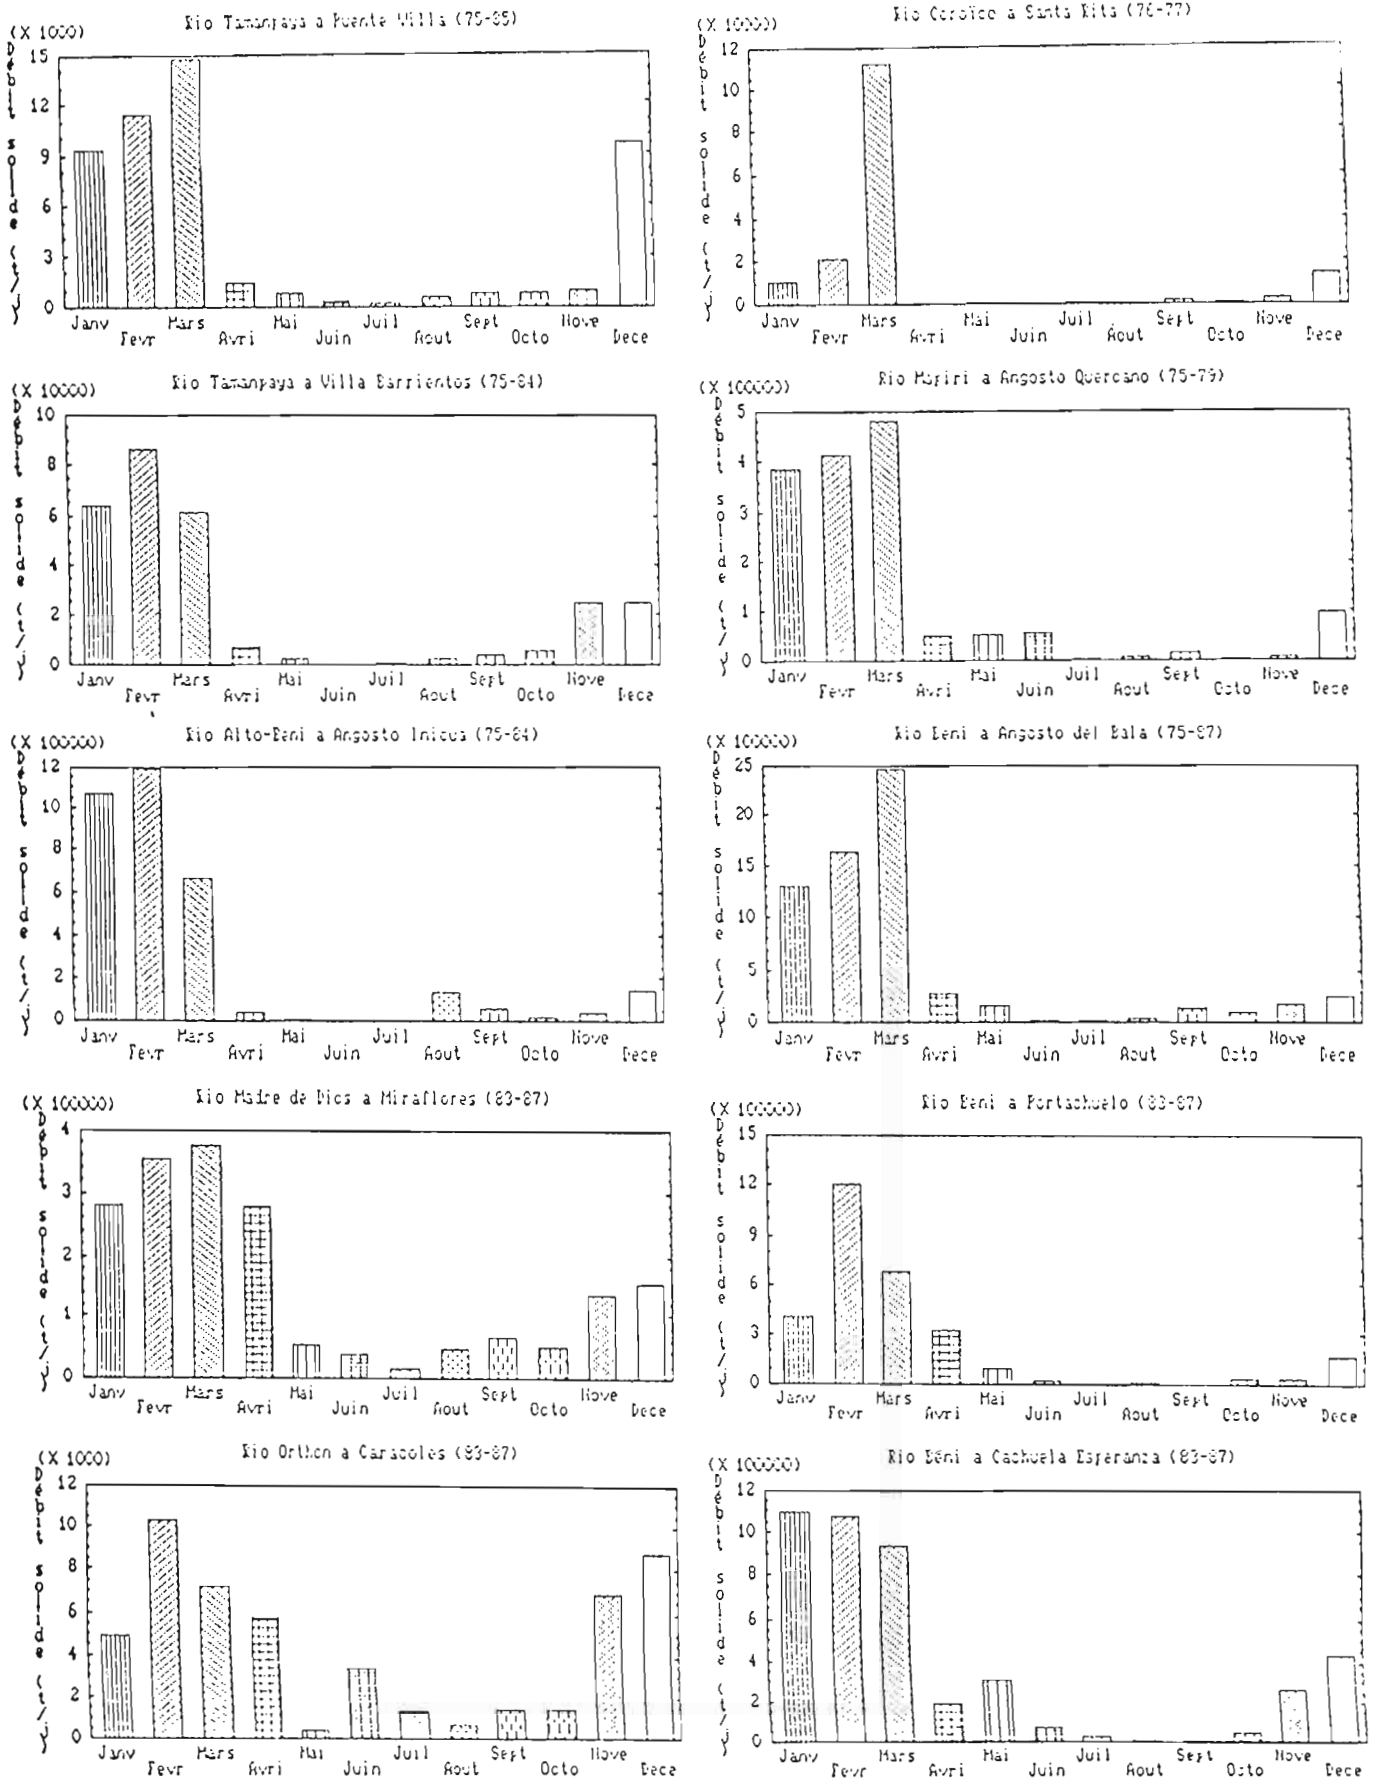 Rio Tamampaya a Puente Villa (75-85)
(X 1000)
Débit solide (t/j)
15
12
9
6
3
0
Janv Fevr Mars Avri Mai Juin Juil Aout Sept Octo Nove Dece
Rio Coroico a Santa Rita (76-77)
(X 10000)
Débit solide (t/j)
12
10
8
6
4
2
0
Janv Fevr Mars Avri Mai Juin Juil Aout Sept Octo Nove Dece
Rio Tamampaya a Villa Barrientos (75-84)
(X 10000)
Débit solide (t/j)
10
8
6
4
2
0
Janv Fevr Mars Avri Mai Juin Juil Aout Sept Octo Nove Dece
Rio Mapiri a Angosto Quercano (75-79)
(X 100000)
Débit solide (t/j)
5
4
3
2
1
0
Janv Fevr Mars Avri Mai Juin Juil Aout Sept Octo Nove Dece
Rio Alto-Beni a Angosto Inicua (75-84)
(X 100000)
Débit solide (t/j)
12
10
8
6
4
2
0
Janv Fevr Mars Avri Mai Juin Juil Aout Sept Octo Nove Dece
Rio Beni a Angosto del Bala (75-87)
(X 100000)
Débit solide (t/j)
25
20
15
10
5
0
Janv Fevr Mars Avri Mai Juin Juil Aout Sept Octo Nove Dece
Rio Madre de Dios a Miraflores (83-87)
(X 100000)
Débit solide (t/j)
4
3
2
1
0
Janv Fevr Mars Avri Mai Juin Juil Aout Sept Octo Nove Dece
Rio Beni a Portachuelo (83-87)
(X 100000)
Débit solide (t/j)
15
12
9
6
3
0
Janv Fevr Mars Avri Mai Juin Juil Aout Sept Octo Nove Dece
Rio Orthon a Caracoles (83-87)
(X 1000)
Débit solide (t/j)
12
10
8
6
4
2
0
Janv Fevr Mars Avri Mai Juin Juil Aout Sept Octo Nove Dece
Rio Béni a Cachuela Esperanza (83-87)
(X 100000)
Débit solide (t/j)
12
10
8
6
4
2
0
Janv Fevr Mars Avri Mai Juin Juil Aout Sept Octo Nove Dece